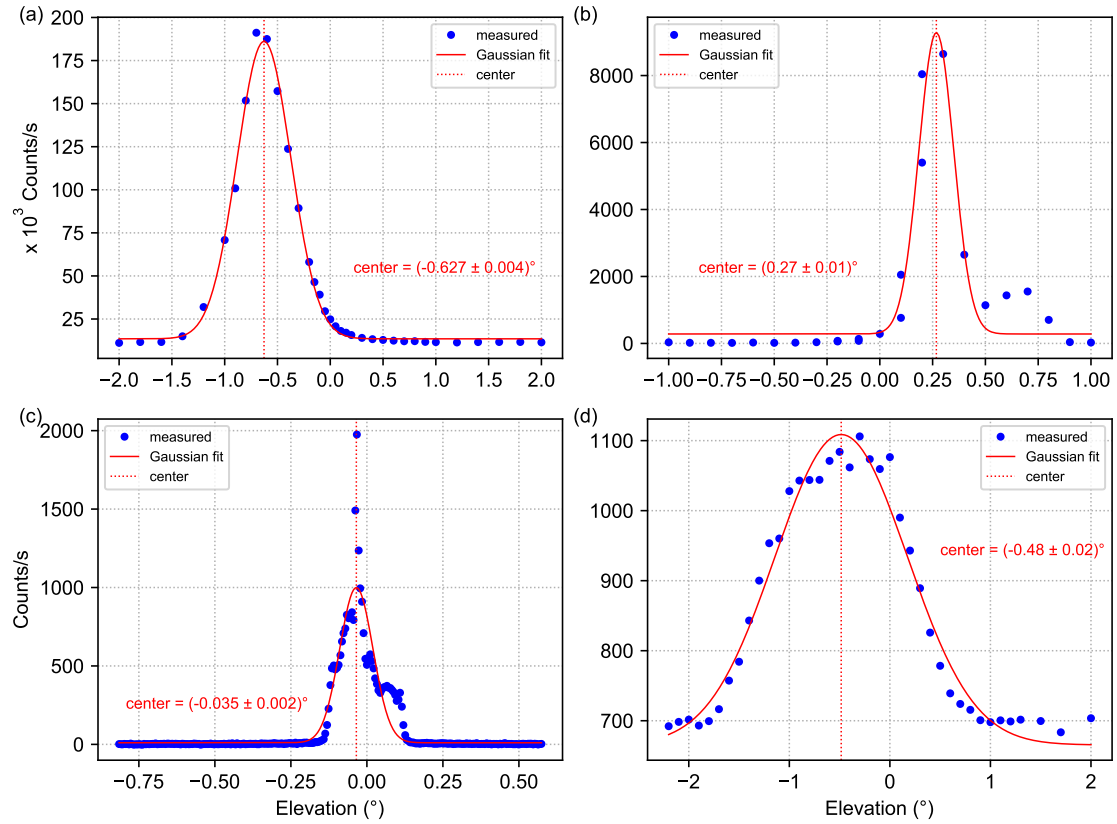 (a)
200
175
150
125
100
75
50
25
x 10³ Counts/s
measured
Gaussian fit
center
center = (-0.627 ± 0.004)°
−2.0 −1.5 −1.0 −0.5 0.0 0.5 1.0 1.5 2.0
(b)
8000
6000
4000
2000
0
measured
Gaussian fit
center
center = (0.27 ± 0.01)°
−1.00 −0.75 −0.50 −0.25 0.00 0.25 0.50 0.75 1.00
(c)
2000
1500
1000
500
0
Counts/s
measured
Gaussian fit
center
center = (-0.035 ± 0.002)°
−0.75 −0.50 −0.25 0.00 0.25 0.50
Elevation (°)
(d)
1100
1000
900
800
700
measured
Gaussian fit
center
center = (-0.48 ± 0.02)°
−2 −1 0 1 2
Elevation (°)